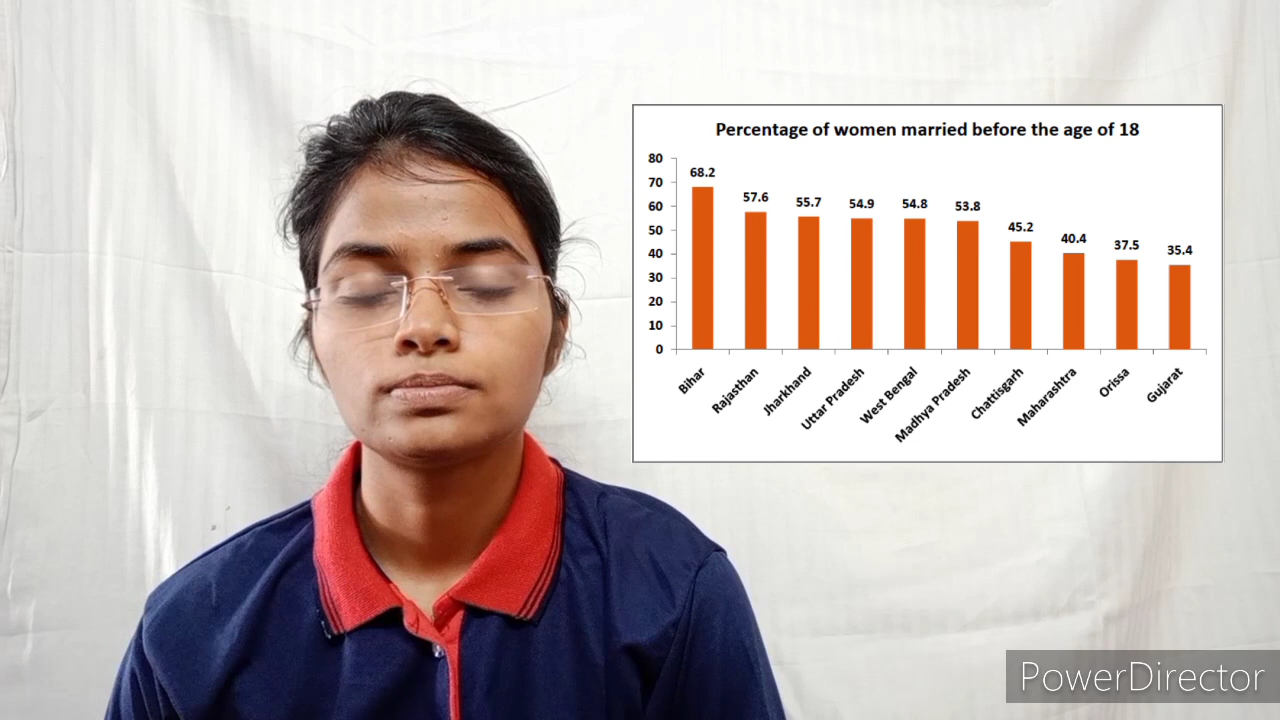 Percentage of women married before the age of 18
80
70
60
50
40
30
20
10
0
68.2
57.6
55.7
54.9
54.8
53.8
45.2
40.4
37.5
35.4
Bihar
Rajasthan
Jharkhand
Uttar Pradesh
West Bengal
Madhya Pradesh
Chattisgarh
Maharashtra
Orissa
Gujarat
PowerDirector